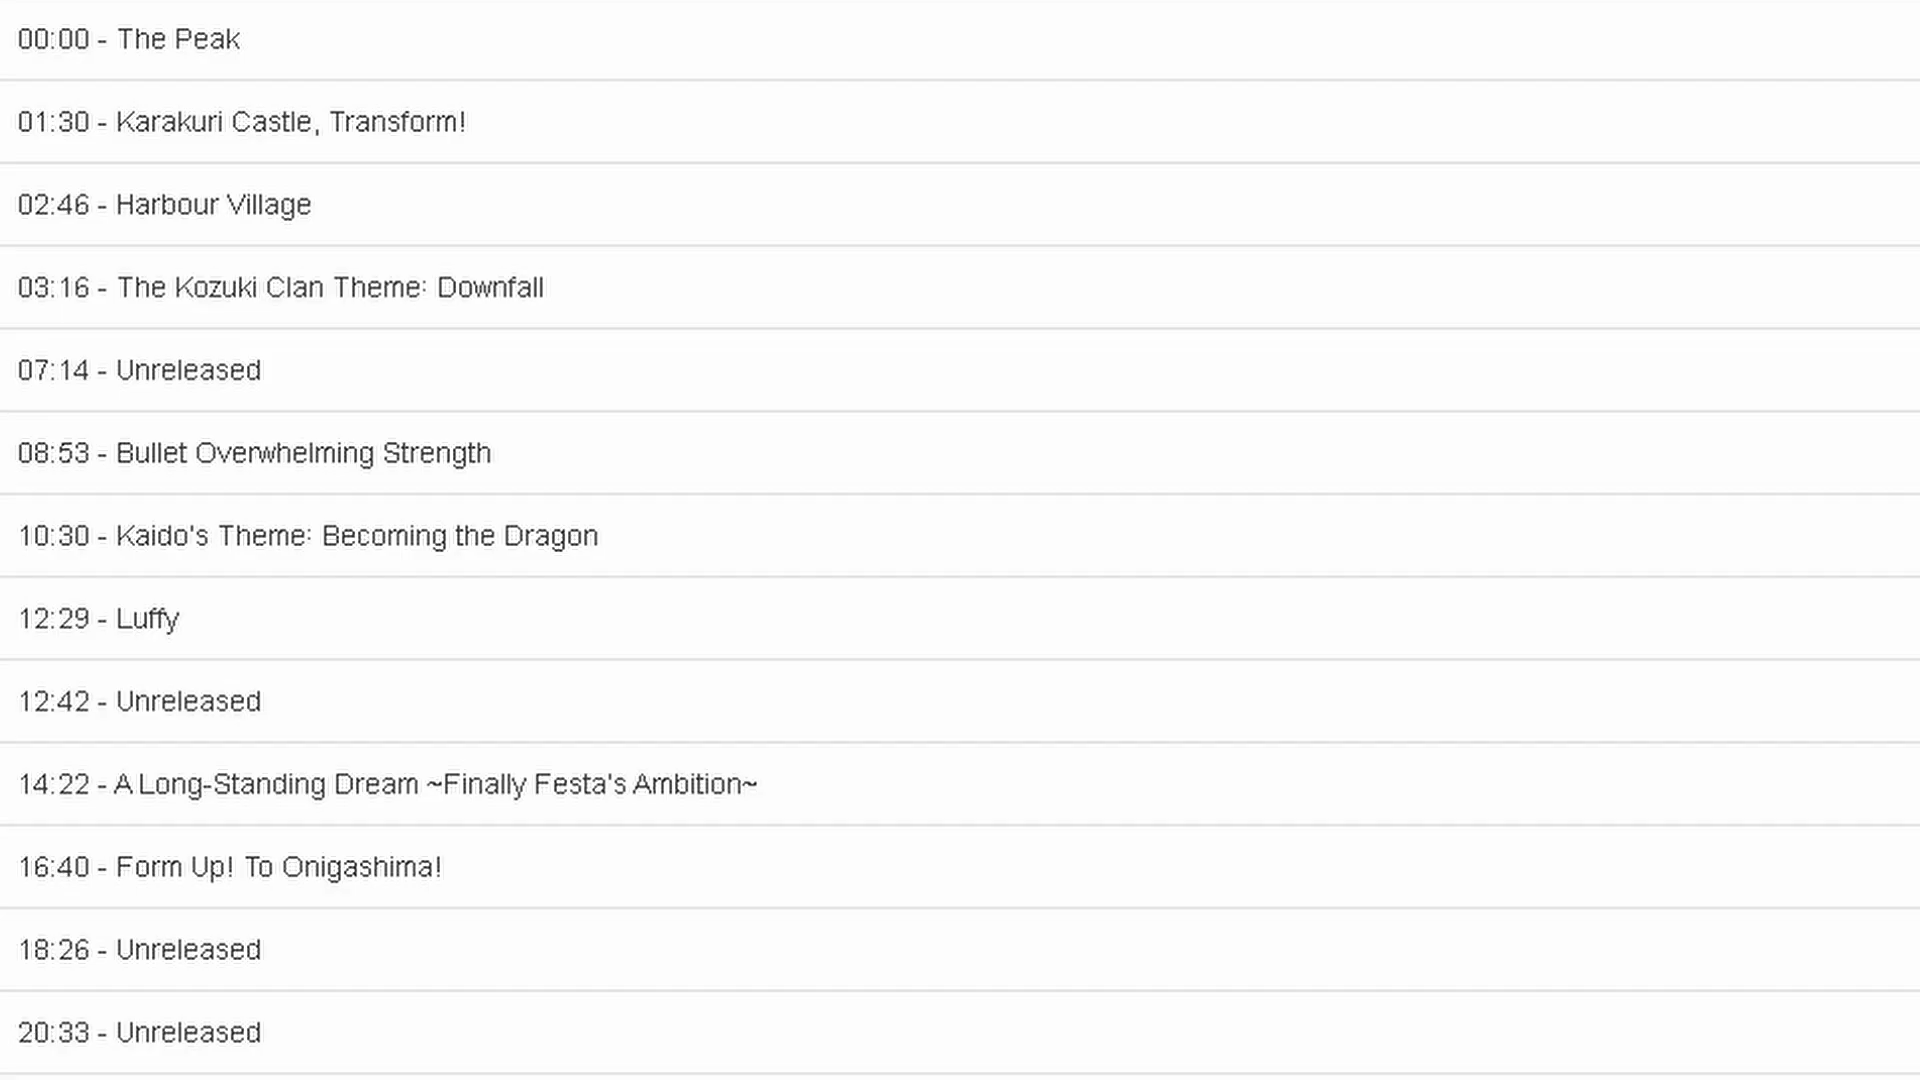 00:00 - The Peak
01:30 - Karakuri Castle, Transform!
02:46 - Harbour Village
03:16 - The Kozuki Clan Theme: Downfall
07:14 - Unreleased
08:53 - Bullet Overwhelming Strength
10:30 - Kaido's Theme: Becoming the Dragon
12:29 - Luffy
12:42 - Unreleased
14:22 - A Long-Standing Dream ~Finally Festa's Ambition~
16:40 - Form Up! To Onigashima!
18:26 - Unreleased
20:33 - Unreleased